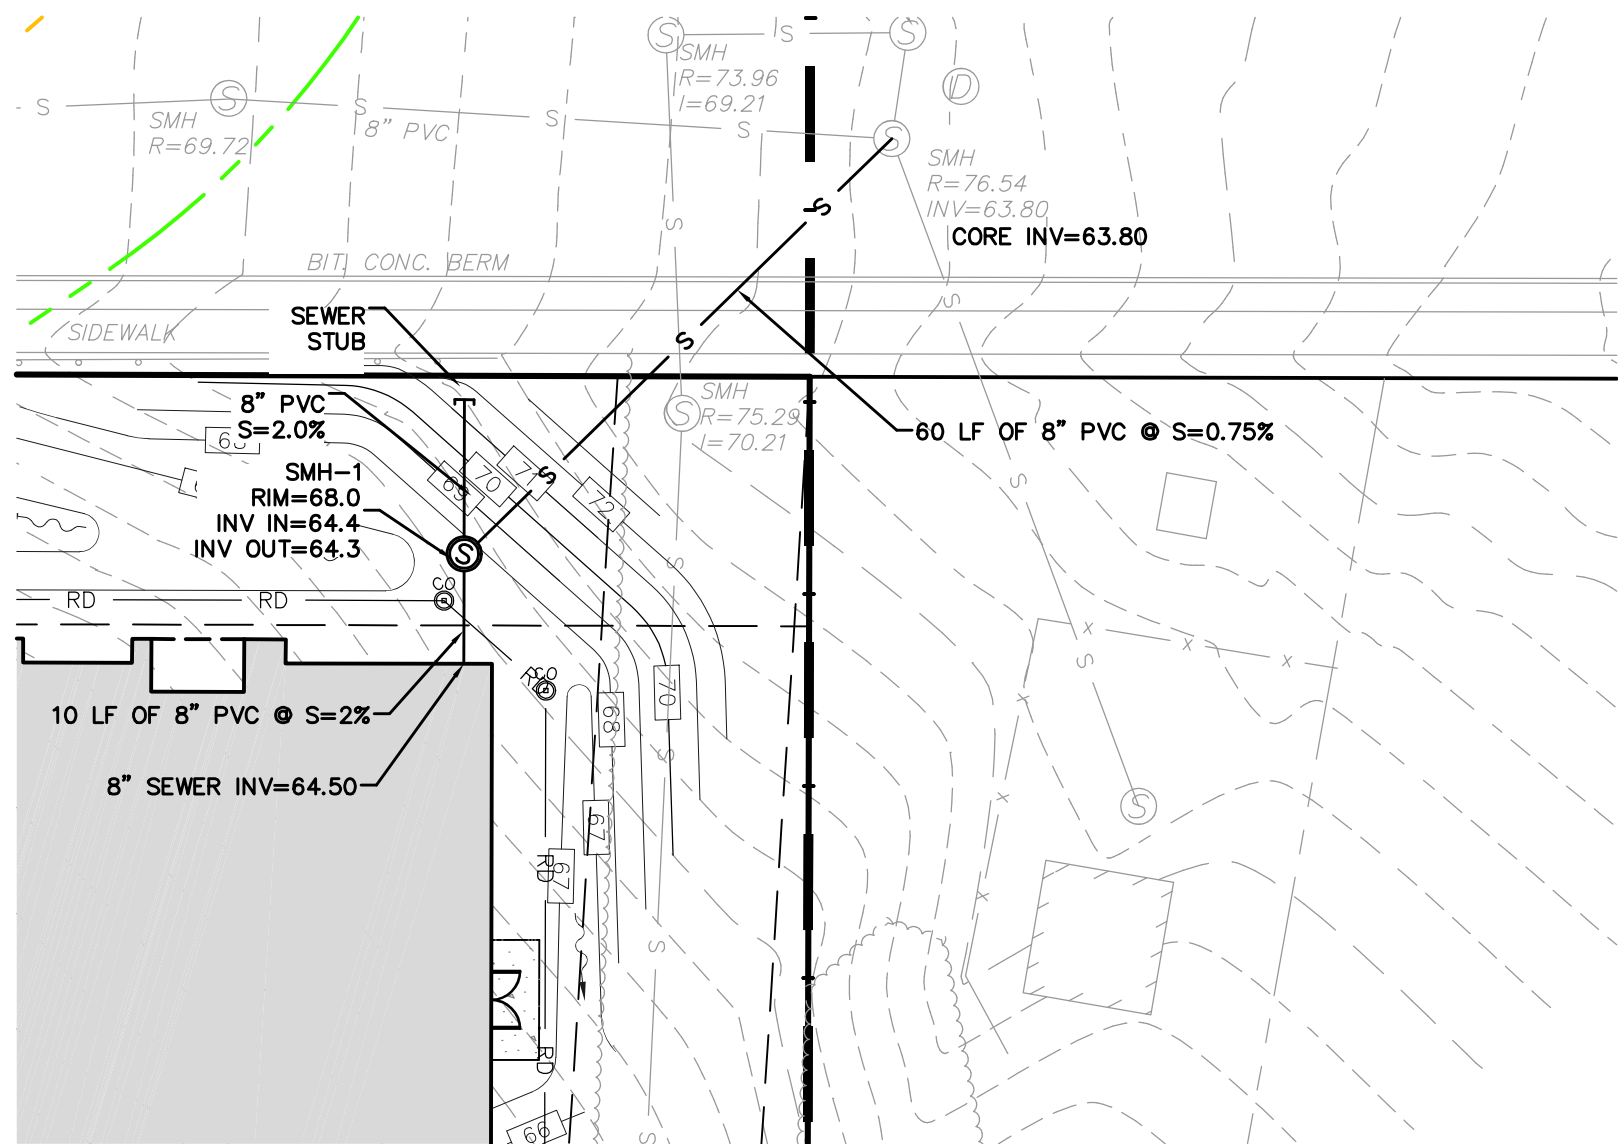 SMH
R=73.96
I=69.21
S
S
S
D
S
S
S
SMH
R=69.72
S
8" PVC
S
S
S
SMH
R=76.54
INV=63.80
CORE INV=63.80
S
S
BIT. CONC. BERM
S
SEWER
STUB
SIDEWALK
S
8" PVC
S=2.0%
SMH
R=75.29
I=70.21
S
60 LF OF 8" PVC @ S=0.75%
SMH-1
RIM=68.0
INV IN=64.4
INV OUT=64.3
69
70
S
72
S
S
S
CO
RD
RD
X
X
X
S
CO
X
70
68
10 LF OF 8" PVC @ S=2%
S
8" SEWER INV=64.50
X
S
67
67
RD
X
S
RD
66
S